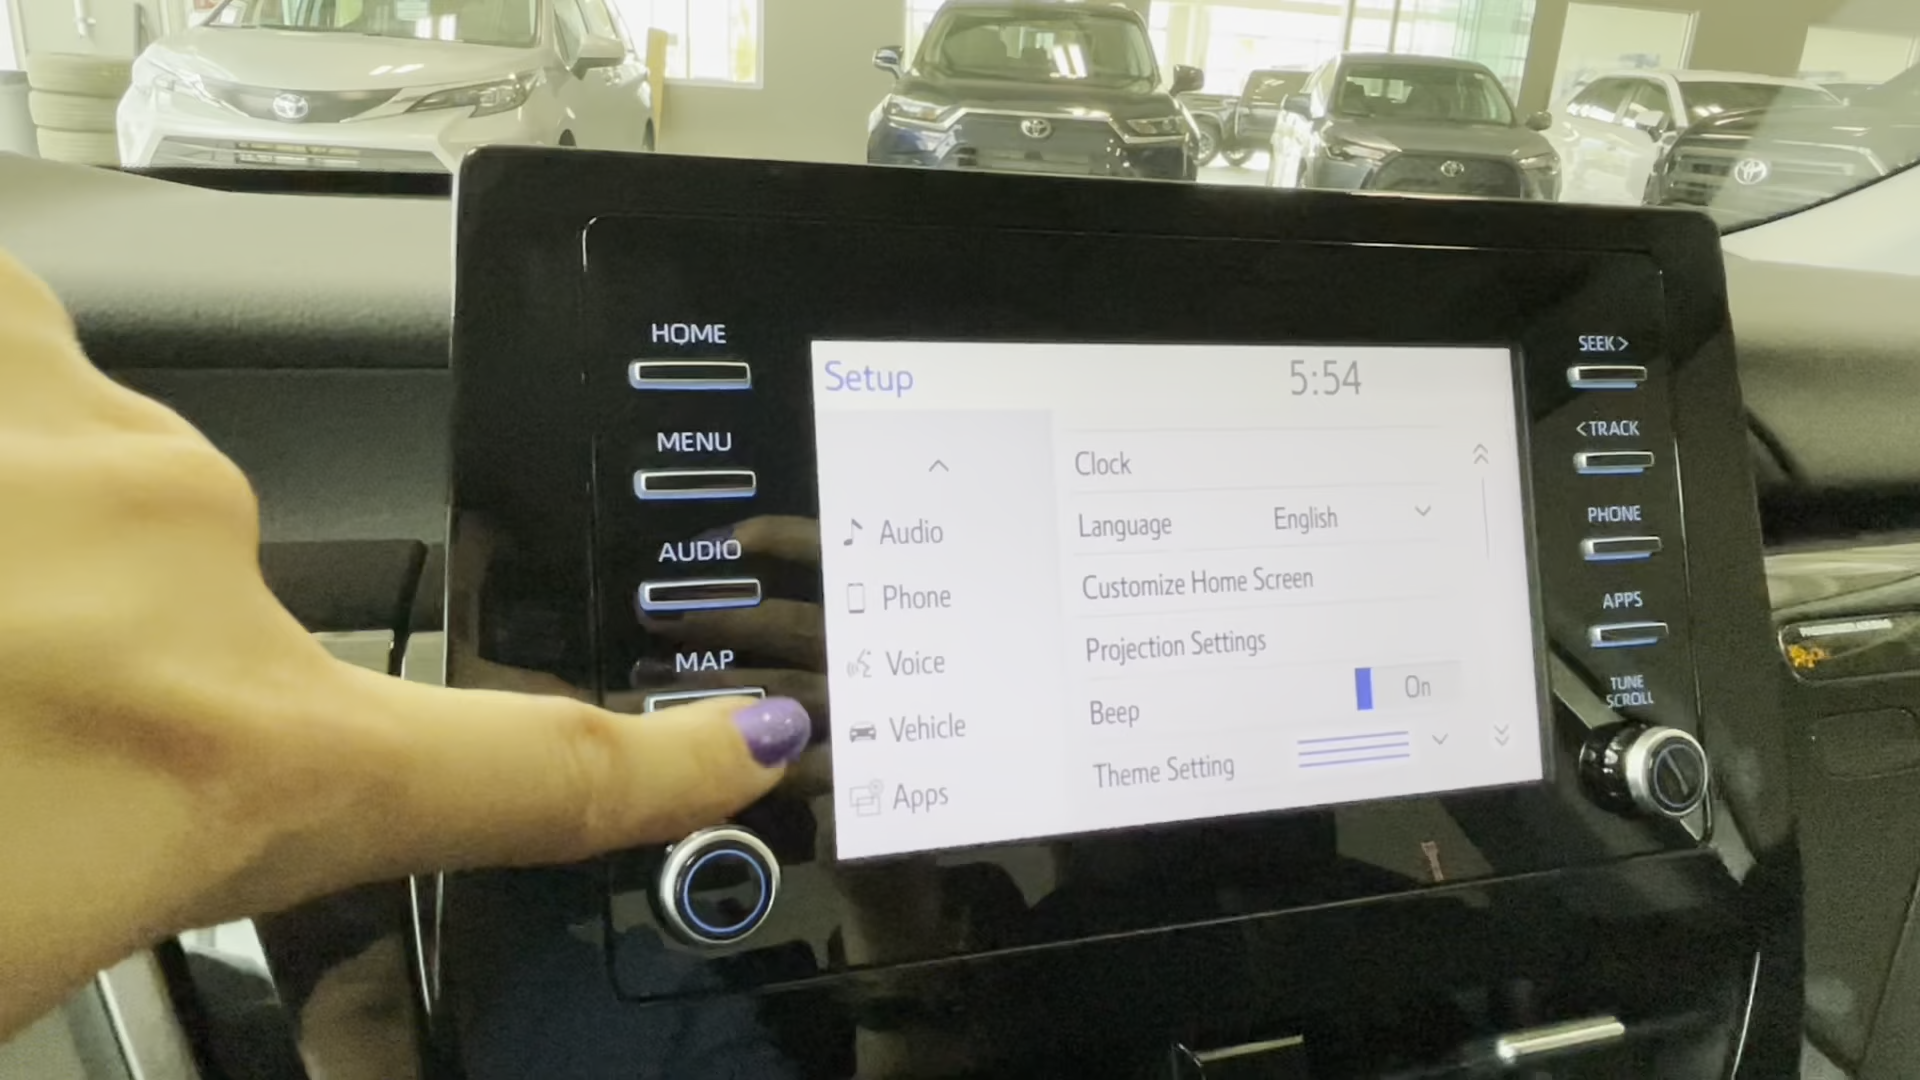 HOME
MENU
AUDIO
MAP
Setup
5:54
Audio
Phone
Voice
Vehicle
Apps
Clock
Language English
Customize Home Screen
Projection Settings
Beep On
Theme Setting
SEEK >
< TRACK
PHONE
APPS
TUNE
SCROLL